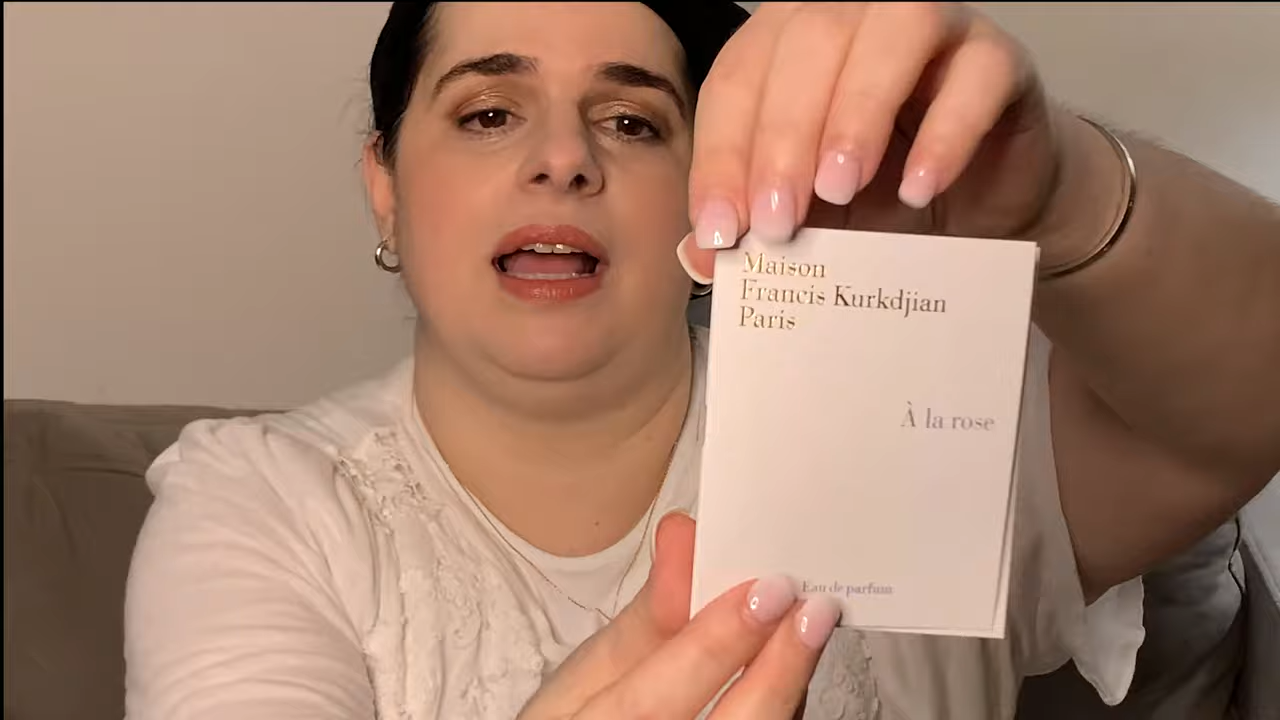 Maison
Francis Kurkdjian
Paris
À la rose
Eau de parfum